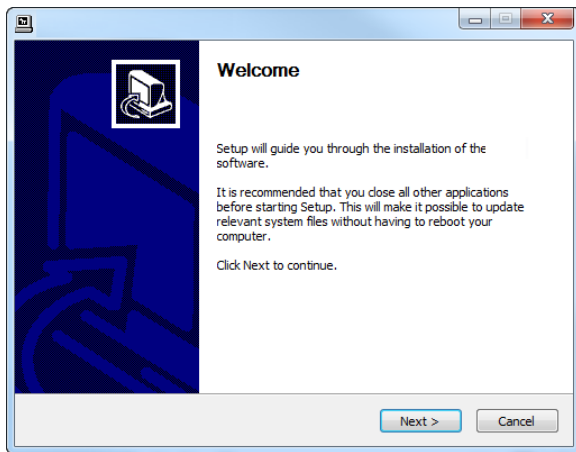 Welcome
Setup will guide you through the installation of the
software.
It is recommended that you close all other applications
before starting Setup. This will make it possible to update
relevant system files without having to reboot your
computer.
Click Next to continue.
Next >
Cancel